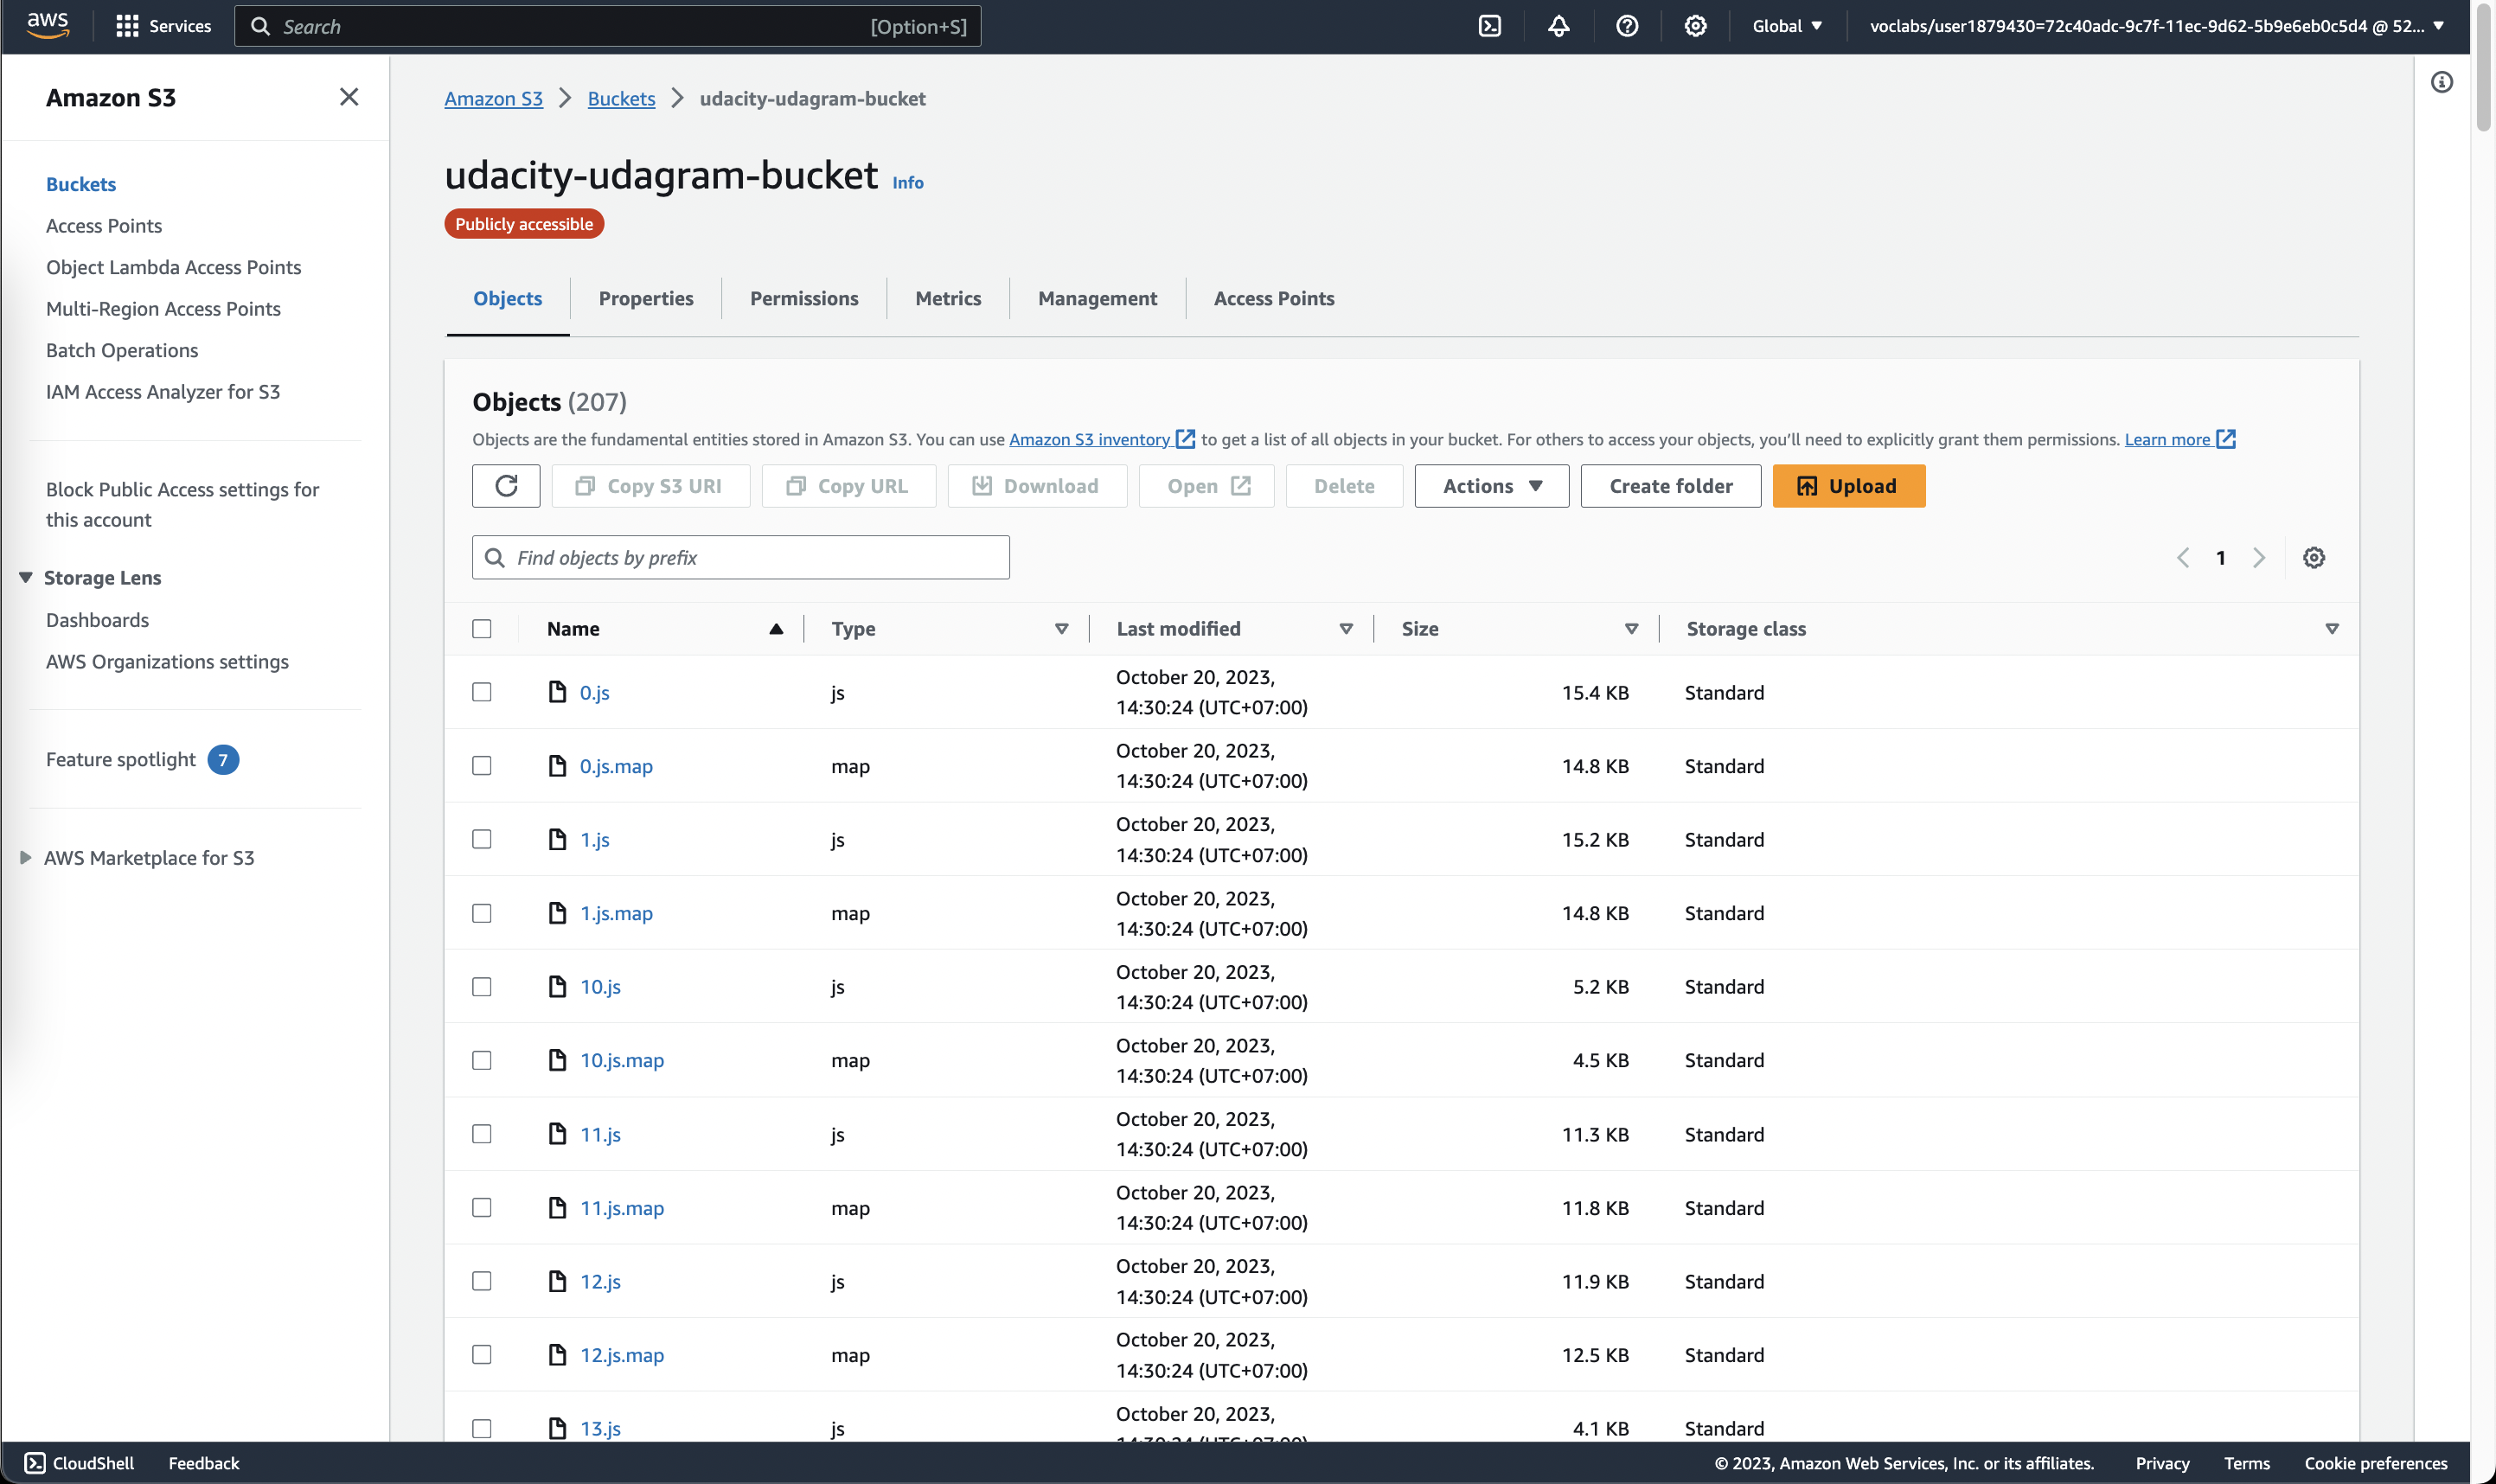 aws Services Search [Option+S] Global voclabs/user1879430=72c40adc-9c7f-11ec-9d62-5b9e6eb0c5d4 @ 52...
Amazon S3
Buckets
Access Points
Object Lambda Access Points
Multi-Region Access Points
Batch Operations
IAM Access Analyzer for S3
Block Public Access settings for
this account
Storage Lens
Dashboards
AWS Organizations settings
Feature spotlight 7
AWS Marketplace for S3
Amazon S3 > Buckets > udacity-udagram-bucket
udacity-udagram-bucket Info
Publicly accessible
Objects Properties Permissions Metrics Management Access Points
Objects (207)
Objects are the fundamental entities stored in Amazon S3. You can use Amazon S3 inventory to get a list of all objects in your bucket. For others to access your objects, you’ll need to explicitly grant them permissions. Learn more
Copy S3 URI Copy URL Download Open Delete Actions Create folder Upload
Find objects by prefix 1
Name Type Last modified Size Storage class
0.js js October 20, 2023, 15.4 KB Standard
14:30:24 (UTC+07:00)
0.js.map map October 20, 2023, 14.8 KB Standard
14:30:24 (UTC+07:00)
1.js js October 20, 2023, 15.2 KB Standard
14:30:24 (UTC+07:00)
1.js.map map October 20, 2023, 14.8 KB Standard
14:30:24 (UTC+07:00)
10.js js October 20, 2023, 5.2 KB Standard
14:30:24 (UTC+07:00)
10.js.map map October 20, 2023, 4.5 KB Standard
14:30:24 (UTC+07:00)
11.js js October 20, 2023, 11.3 KB Standard
14:30:24 (UTC+07:00)
11.js.map map October 20, 2023, 11.8 KB Standard
14:30:24 (UTC+07:00)
12.js js October 20, 2023, 11.9 KB Standard
14:30:24 (UTC+07:00)
12.js.map map October 20, 2023, 12.5 KB Standard
14:30:24 (UTC+07:00)
13.js js October 20, 2023, 4.1 KB Standard
CloudShell Feedback © 2023, Amazon Web Services, Inc. or its affiliates. Privacy Terms Cookie preferences